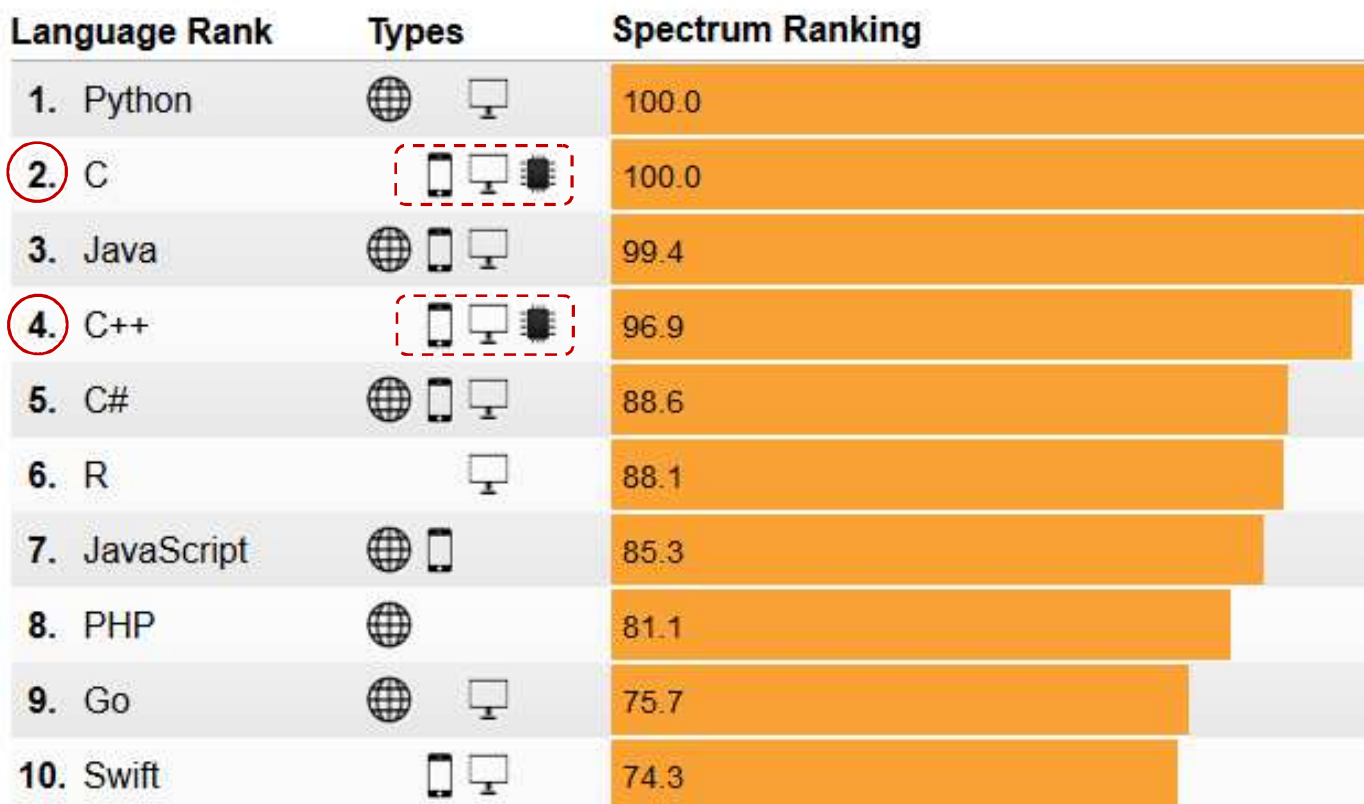 Language Rank Types Spectrum Ranking
1. Python 100.0
2. C 100.0
3. Java 99.4
4. C++ 96.9
5. C# 88.6
6. R 88.1
7. JavaScript 85.3
8. PHP 81.1
9. Go 75.7
10. Swift 74.3